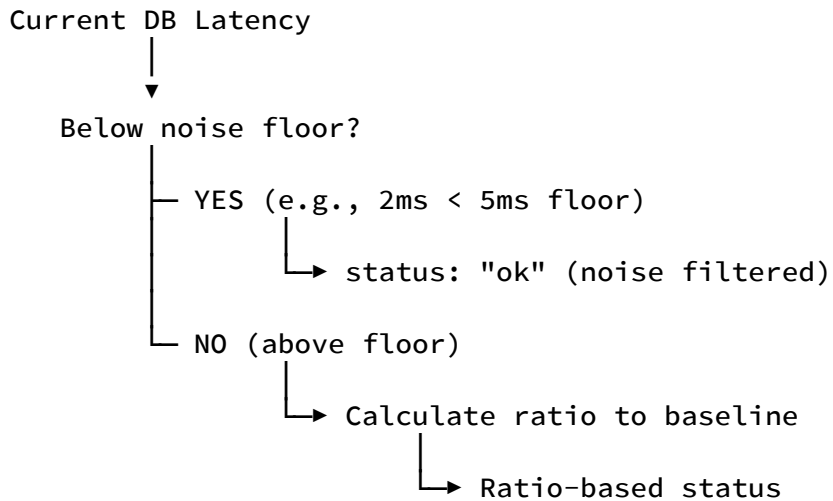 Current DB Latency
Below noise floor?
YES (e.g., 2ms < 5ms floor)
status: "ok" (noise filtered)
NO (above floor)
Calculate ratio to baseline
Ratio-based status